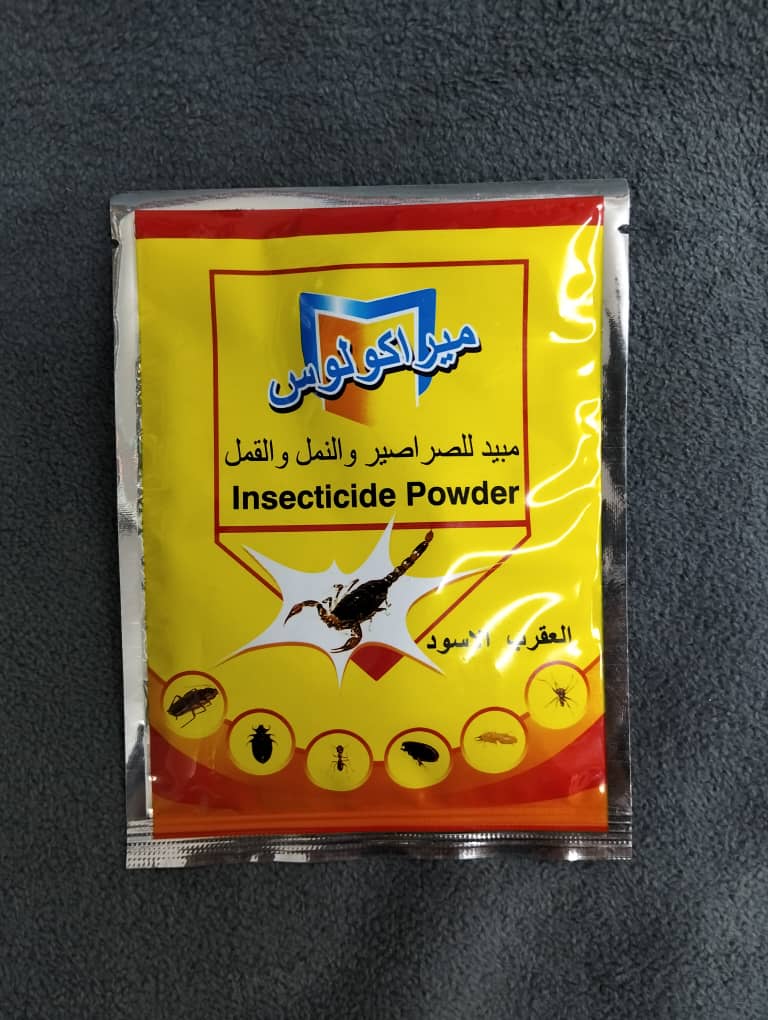 ميراكولوس
مبيد للصراصير والنمل والقمل
Insecticide Powder
العقرب الاسود